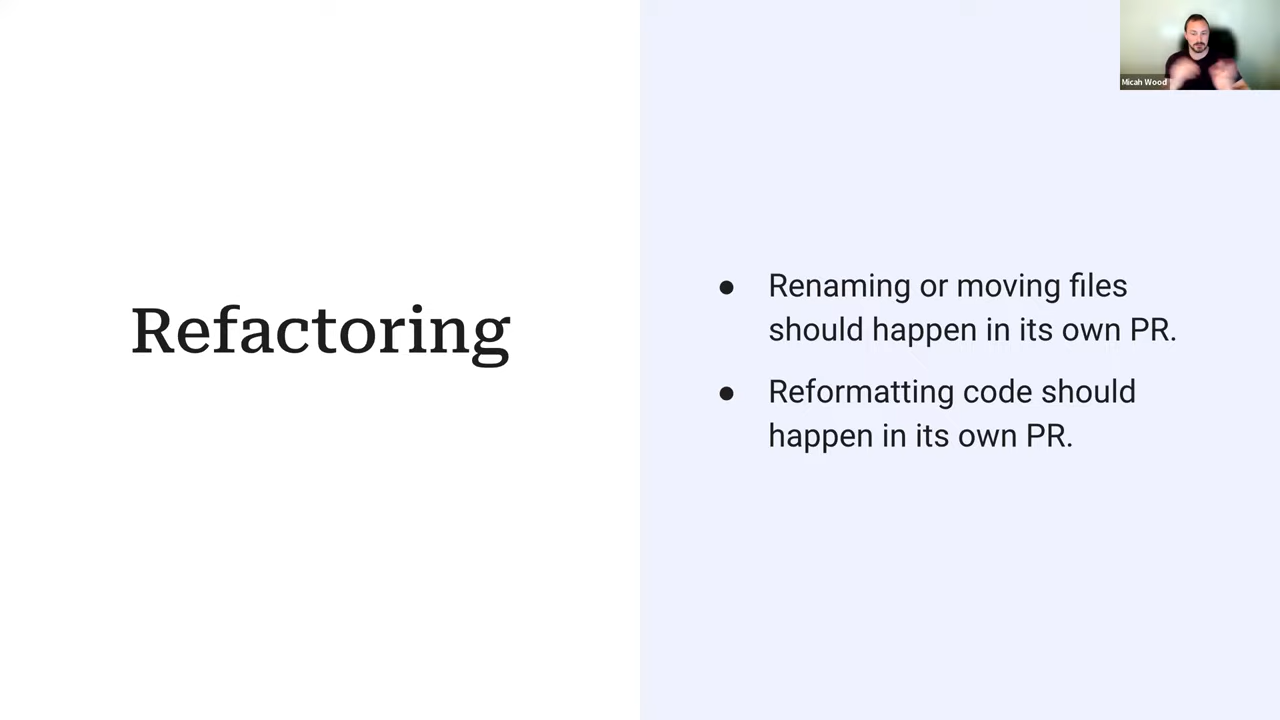 Micah Wood
Refactoring
● Renaming or moving files
should happen in its own PR.
● Reformatting code should
happen in its own PR.